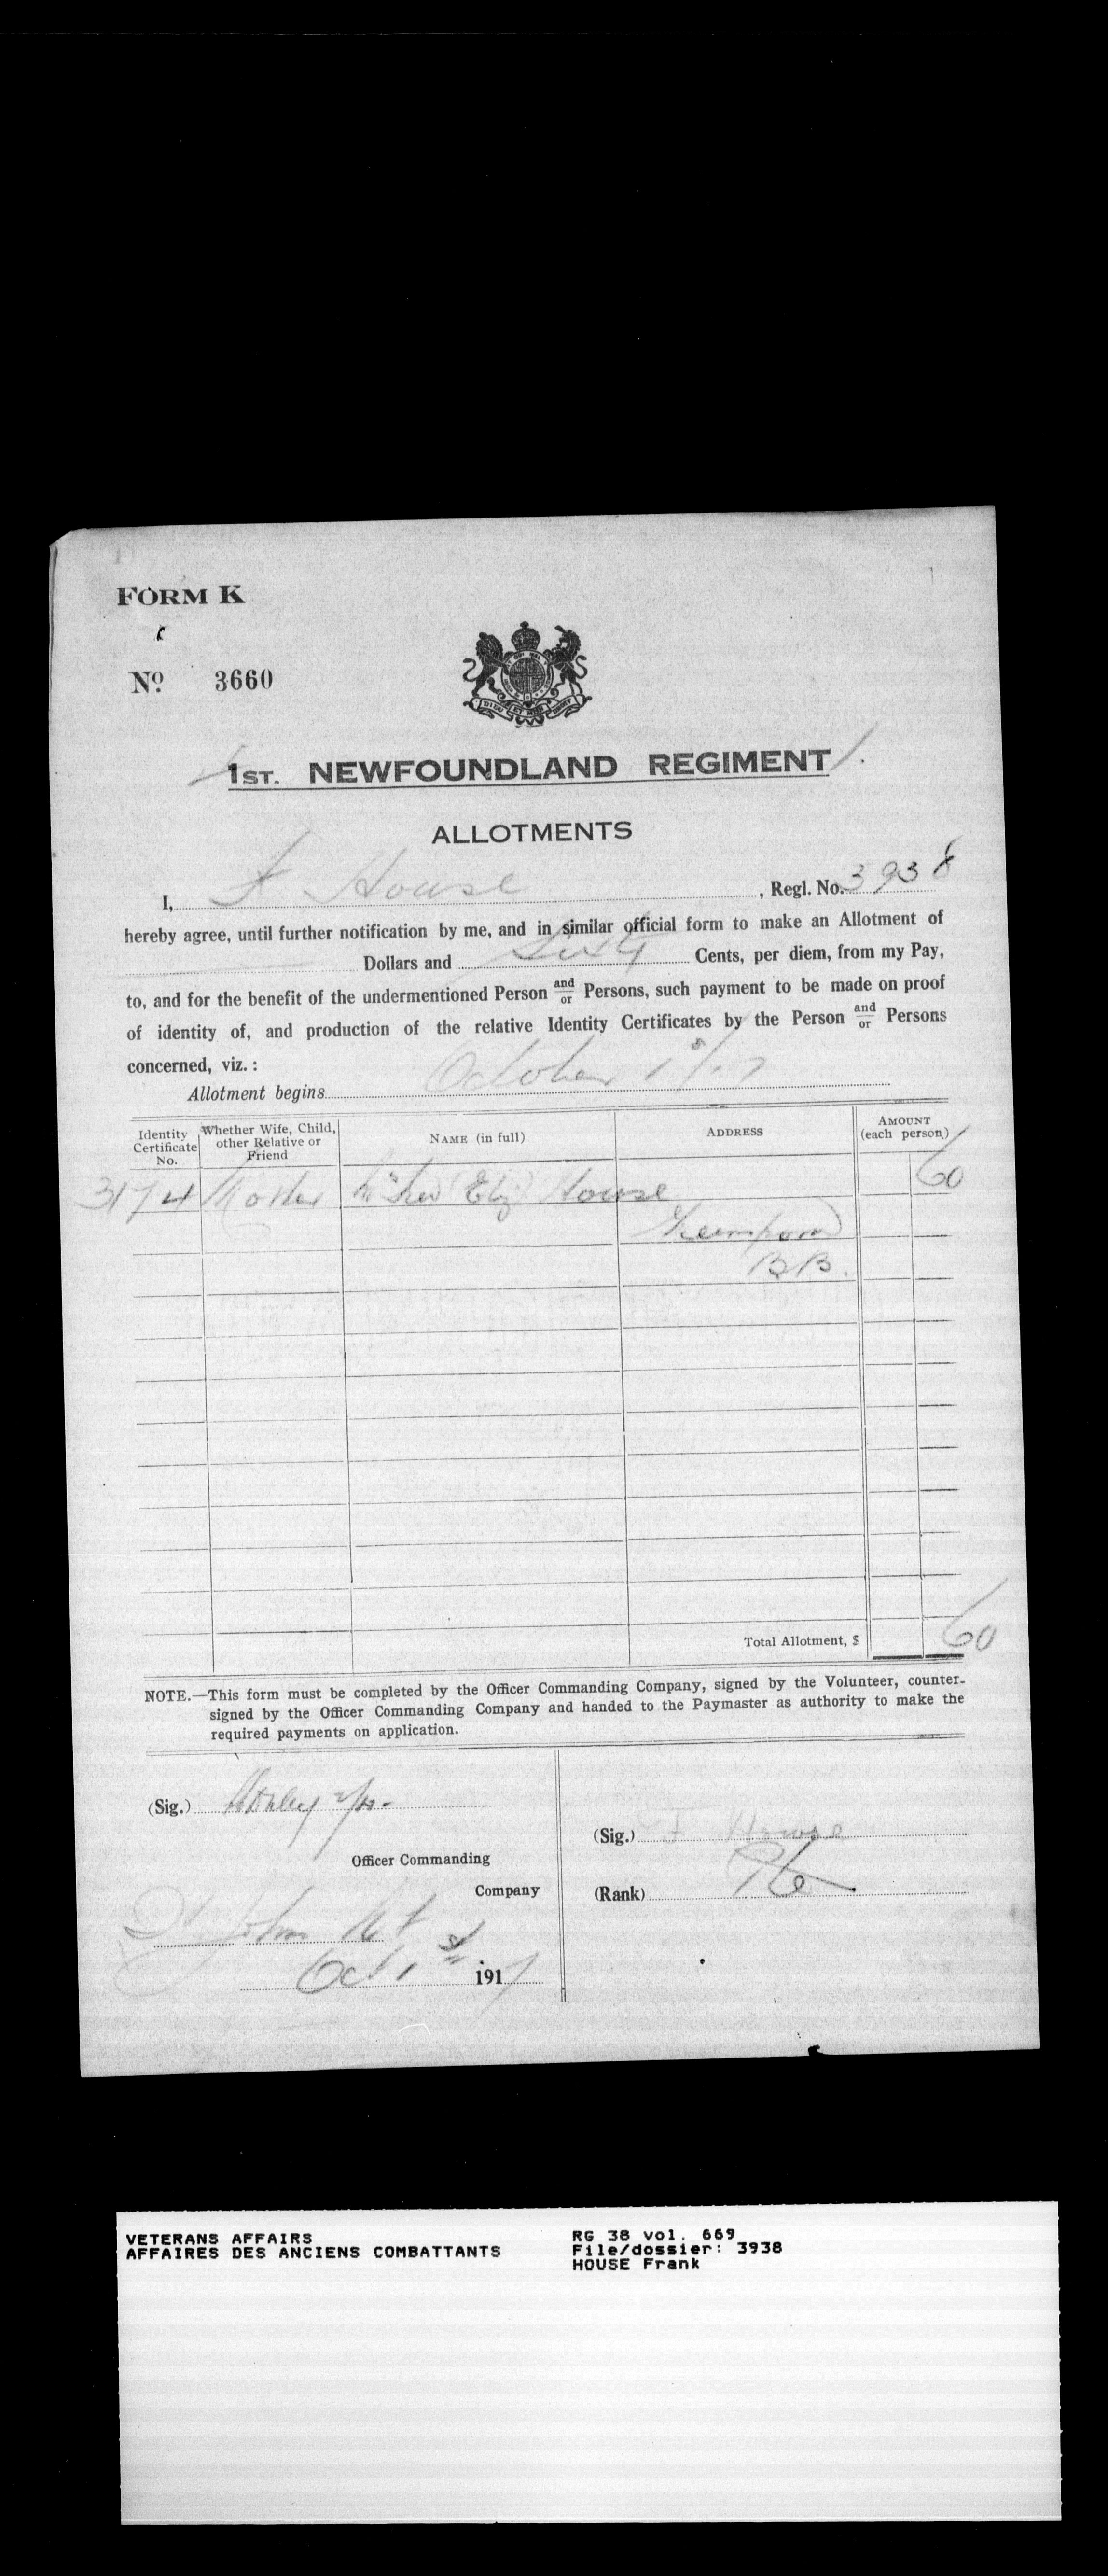 FORM K
No. 3660
1ST. NEWFOUNDLAND REGIMENT
ALLOTMENTS
I, F House, Regl. No. 3938
hereby agree, until further notification by me, and in similar official form to make an Allotment of
Dollars and Sixty Cents, per diem, from my Pay,
to, and for the benefit of the undermentioned Person and/or Persons, such payment to be made on proof
of identity of, and production of the relative Identity Certificates by the Person and/or Persons
concerned, viz.:
Allotment begins October 1st/17
Identity Certificate No.
Whether Wife, Child, other Relative or Friend
NAME (in full)
ADDRESS
AMOUNT (each person)
3174 Mother Eliz House 60
B B.
Total Allotment, $ 60
NOTE.—This form must be completed by the Officer Commanding Company, signed by the Volunteer, counter-
signed by the Officer Commanding Company and handed to the Paymaster as authority to make the
required payments on application.
(Sig.)
Officer Commanding
Company
St John
Oct 1st 1917
(Sig.) F House
(Rank) Pte
VETERANS AFFAIRS
AFFAIRES DES ANCIENS COMBATTANTS
RG 38 vol. 669
File/dossier: 3938
HOUSE Frank